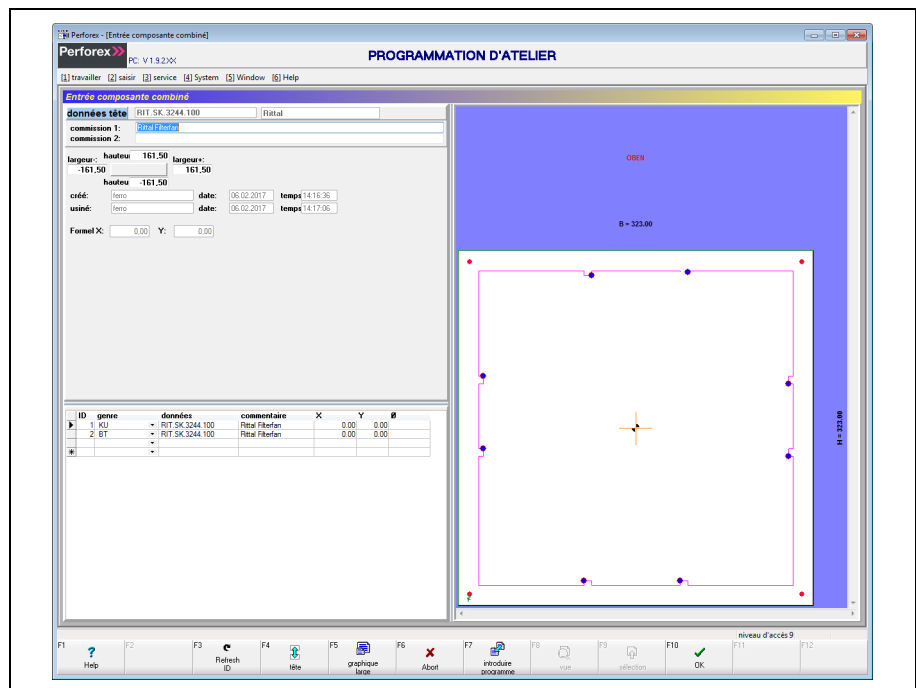 Perforex - [Entrée composante combiné]
Perforex PC: V 1.9.2XX PROGRAMMATION D'ATELIER
[1] travailler [2] saisir [3] service [4] System [5] Window [6] Help
Entrée composante combiné
données tête RIT.SK.3244.100 Rittal
commission 1: Rittal Filterfan
commission 2:
largeur-: hauteu 161,50 largeur+:
-161,50 161,50
hauteu -161,50
créé: ferro date: 06.02.2017 temps 14:16:36
usiné: ferro date: 06.02.2017 temps 14:17:06
Formel X: 0,00 Y: 0,00
OBEN
B = 323.00
H = 323.00
ID genre données commentaire X Y Ø
1 KU RIT.SK.3244.100 Rittal Filterfan 0.00 0.00
2 BT RIT.SK.3244.100 Rittal Filterfan 0.00 0.00
niveau d'accés 9
F1 Help
F2
F3 Refresh ID
F4 tête
F5 graphique large
F6 Abort
F7 introduire programme
F8 vue
F9 sélection
F10 OK
F11
F12